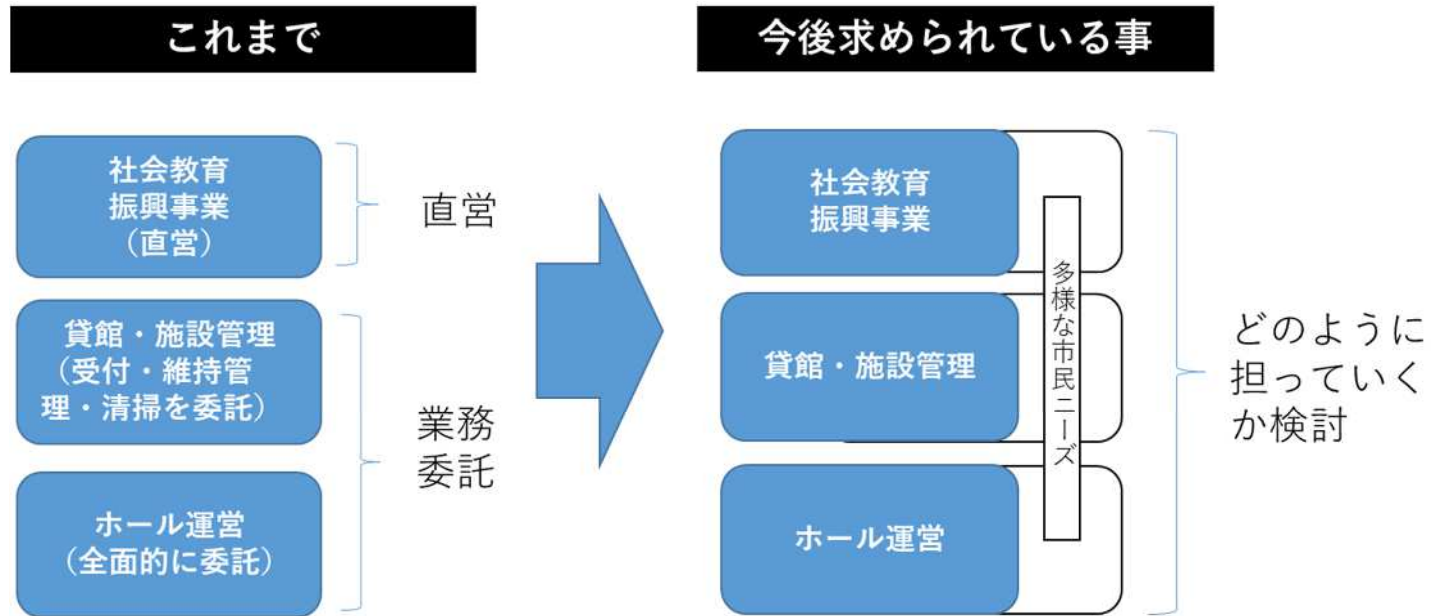 これまで
社会教育
振興事業
(直営)
直営
貸館・施設管理
(受付・維持管
理・清掃を委託)
業務
委託
ホール運営
(全面的に委託)
今後求められている事
社会教育
振興事業
貸館・施設管理
ホール運営
多様な市民ニーズ
どのように
担っていく
か検討